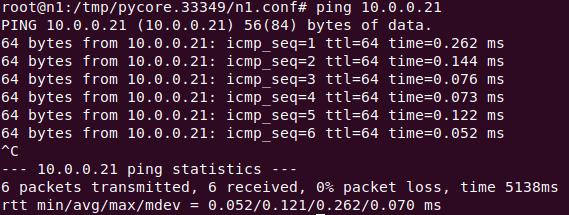 root@n1:/tmp/pycore.33349/n1.conf# ping 10.0.0.21
PING 10.0.0.21 (10.0.0.21) 56(84) bytes of data.
64 bytes from 10.0.0.21: icmp_seq=1 ttl=64 time=0.262 ms
64 bytes from 10.0.0.21: icmp_seq=2 ttl=64 time=0.144 ms
64 bytes from 10.0.0.21: icmp_seq=3 ttl=64 time=0.076 ms
64 bytes from 10.0.0.21: icmp_seq=4 ttl=64 time=0.073 ms
64 bytes from 10.0.0.21: icmp_seq=5 ttl=64 time=0.122 ms
64 bytes from 10.0.0.21: icmp_seq=6 ttl=64 time=0.052 ms
^C
--- 10.0.0.21 ping statistics ---
6 packets transmitted, 6 received, 0% packet loss, time 5138ms
rtt min/avg/max/mdev = 0.052/0.121/0.262/0.070 ms